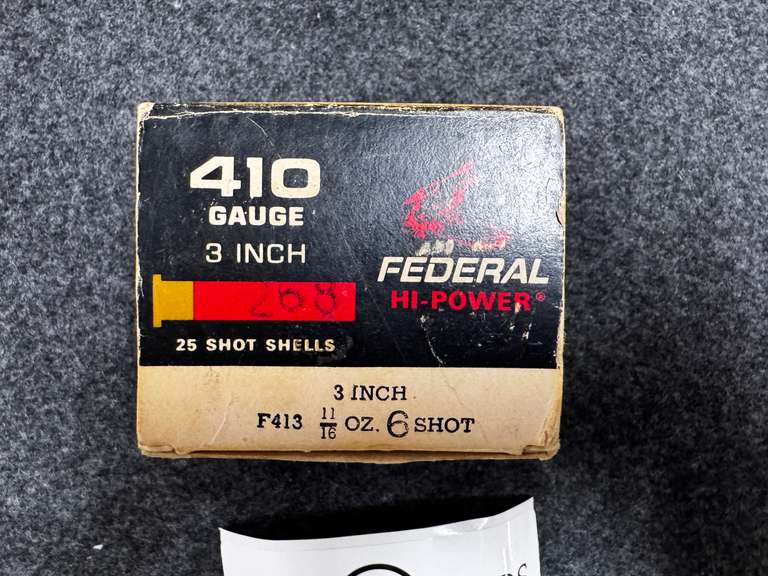 410
GAUGE
3 INCH
268
25 SHOT SHELLS
FEDERAL
HI-POWER®
3 INCH
F413 11/16 OZ. 6 SHOT